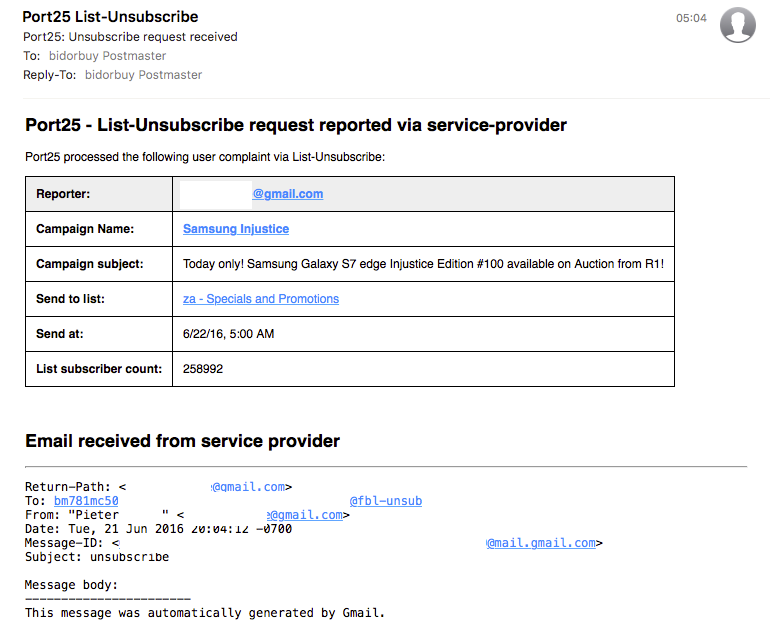 Port25 List-Unsubscribe
05:04
Port25: Unsubscribe request received
To: bidorbuy Postmaster
Reply-To: bidorbuy Postmaster
Port25 - List-Unsubscribe request reported via service-provider
Port25 processed the following user complaint via List-Unsubscribe:
Reporter: @gmail.com
Campaign Name: Samsung Injustice
Campaign subject: Today only! Samsung Galaxy S7 edge Injustice Edition #100 available on Auction from R1!
Send to list: za - Specials and Promotions
Send at: 6/22/16, 5:00 AM
List subscriber count: 258992
Email received from service provider
Return-Path: < @gmail.com>
To: bm781mc50 @fbl-unsub
From: "Pieter " < @gmail.com>
Date: Tue, 21 Jun 2016 20:04:12 -0700
Message-ID: < @mail.gmail.com>
Subject: unsubscribe
Message body:
-----------------------
This message was automatically generated by Gmail.